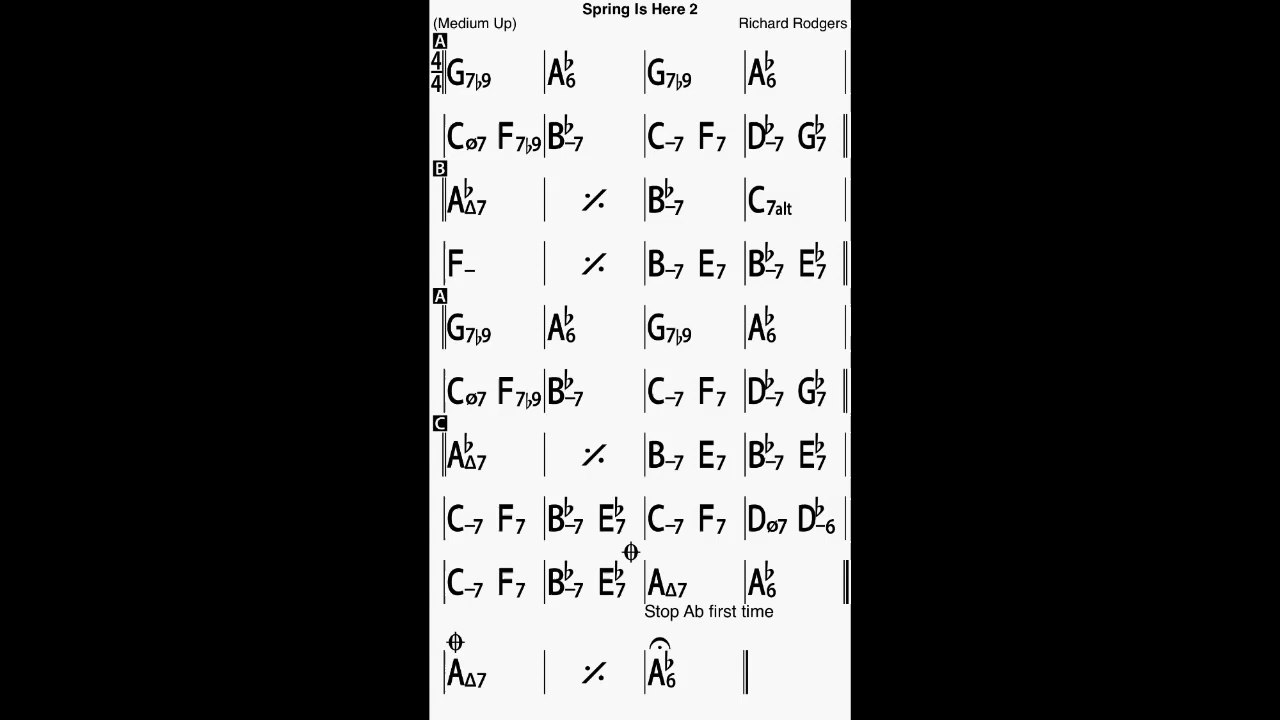 Spring Is Here 2
(Medium Up) Richard Rodgers
A
4/4 G7♭9 | A♭6 | G7♭9 | A♭6 |
| Cø7 F7♭9 | B♭–7 | C–7 F7 | D♭–7 G♭7 ||
B
|| A♭Δ7 | 𝄎 | B♭–7 | C7alt |
| F– | 𝄎 | B–7 E7 | B♭–7 E♭7 ||
A
|| G7♭9 | A♭6 | G7♭9 | A♭6 |
| Cø7 F7♭9 | B♭–7 | C–7 F7 | D♭–7 G♭7 ||
C
|| A♭Δ7 | 𝄎 | B–7 E7 | B♭–7 E♭7 |
| C–7 F7 | B♭–7 E♭7 | C–7 F7 | Dø7 D♭–6 |
𝄌
| C–7 F7 | B♭–7 E♭7 | AΔ7 | A♭6 ||
Stop Ab first time
𝄌 𝄐
| AΔ7 | 𝄎 | A♭6 ||